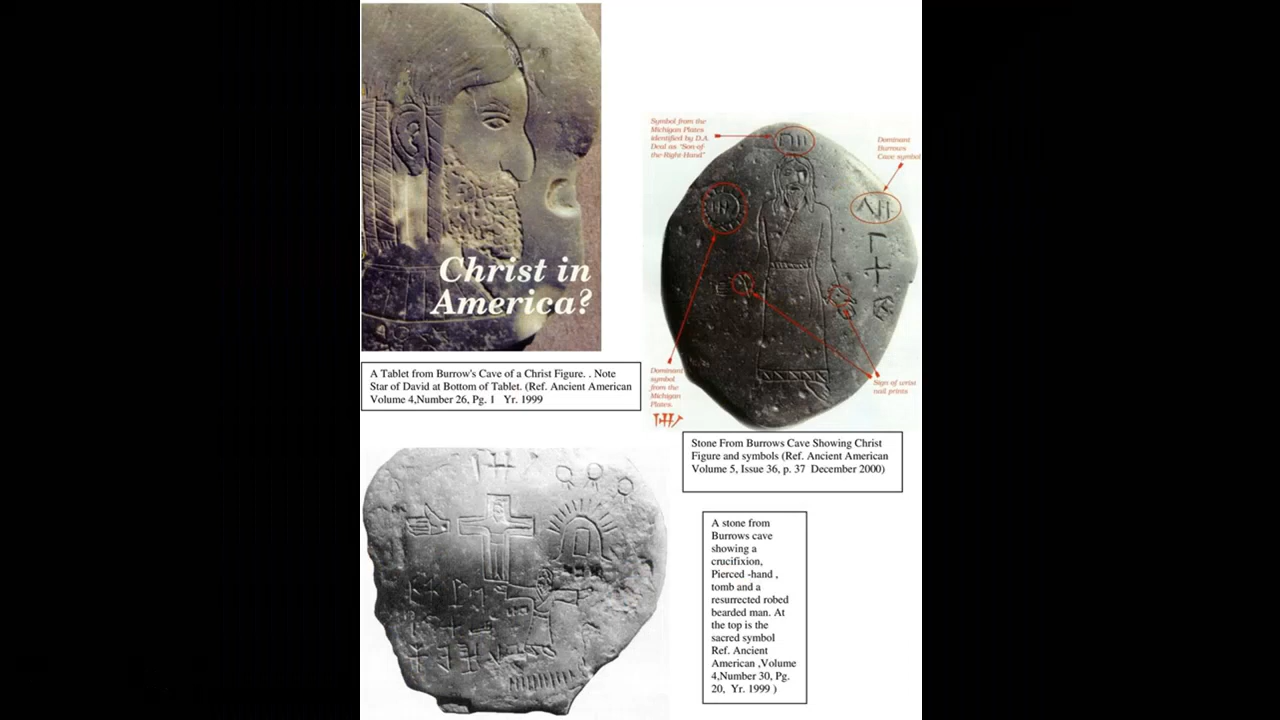 Christ in
America?
A Tablet from Burrow's Cave of a Christ Figure. . Note
Star of David at Bottom of Tablet. (Ref. Ancient American
Volume 4,Number 26, Pg. 1 Yr. 1999
Symbol from the
Michigan Plates
identified by D.A.
Deal as "Son-of-
the-Right-Hand"
Dominant
Burrows
Cave symbol
Dominant
symbol
from the
Michigan
Plates.
Sign of wrist
nail prints
Stone From Burrows Cave Showing Christ
Figure and symbols (Ref. Ancient American
Volume 5, Issue 36, p. 37 December 2000)
A stone from
Burrows cave
showing a
crucifixion,
Pierced -hand ,
tomb and a
resurrected robed
bearded man. At
the top is the
sacred symbol
Ref. Ancient
American ,Volume
4,Number 30, Pg.
20, Yr. 1999 )